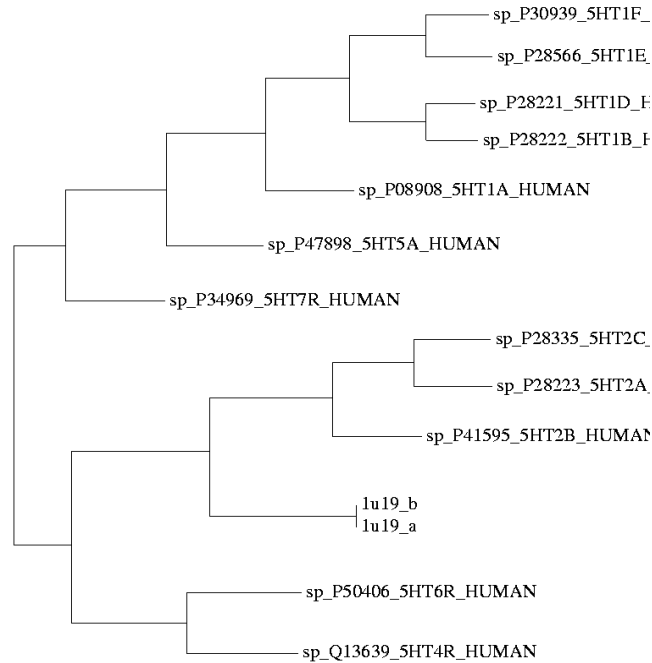 sp_P30939_5HT1F_
sp_P28566_5HT1E_
sp_P28221_5HT1D_H
sp_P28222_5HT1B_H
sp_P08908_5HT1A_HUMAN
sp_P47898_5HT5A_HUMAN
sp_P34969_5HT7R_HUMAN
sp_P28335_5HT2C_
sp_P28223_5HT2A_
sp_P41595_5HT2B_HUMAN
1u19_b
1u19_a
sp_P50406_5HT6R_HUMAN
sp_Q13639_5HT4R_HUMAN